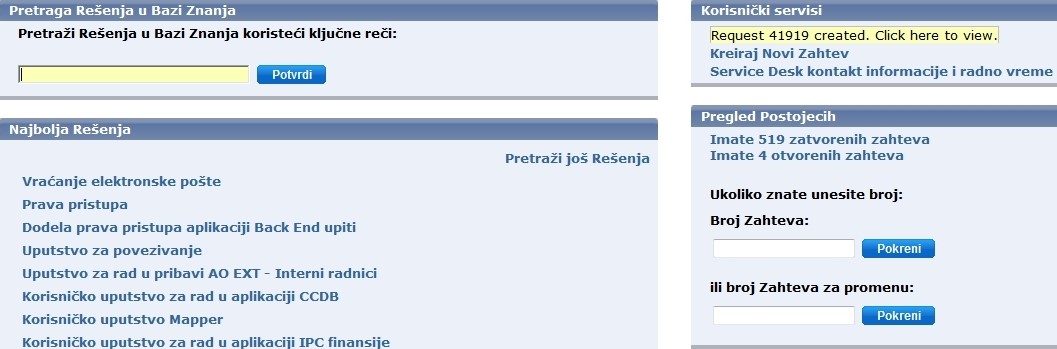 Pretraga Rešenja u Bazi Znanja
Pretraži Rešenja u Bazi Znanja koristeći ključne reči:
Potvrdi
Najbolja Rešenja
Pretraži još Rešenja
Vraćanje elektronske pošte
Prava pristupa
Dodela prava pristupa aplikaciji Back End upiti
Uputstvo za povezivanje
Uputstvo za rad u pribavi AO EXT - Interni radnici
Korisničko uputstvo za rad u aplikaciji CCDB
Korisničko uputstvo Mapper
Korisničko uputstvo za rad u aplikaciji IPC finansije
Korisnički servisi
Request 41919 created. Click here to view.
Kreiraj Novi Zahtev
Service Desk kontakt informacije i radno vreme
Pregled Postojecih
Imate 519 zatvorenih zahteva
Imate 4 otvorenih zahteva
Ukoliko znate unesite broj:
Broj Zahteva:
Pokreni
ili broj Zahteva za promenu:
Pokreni